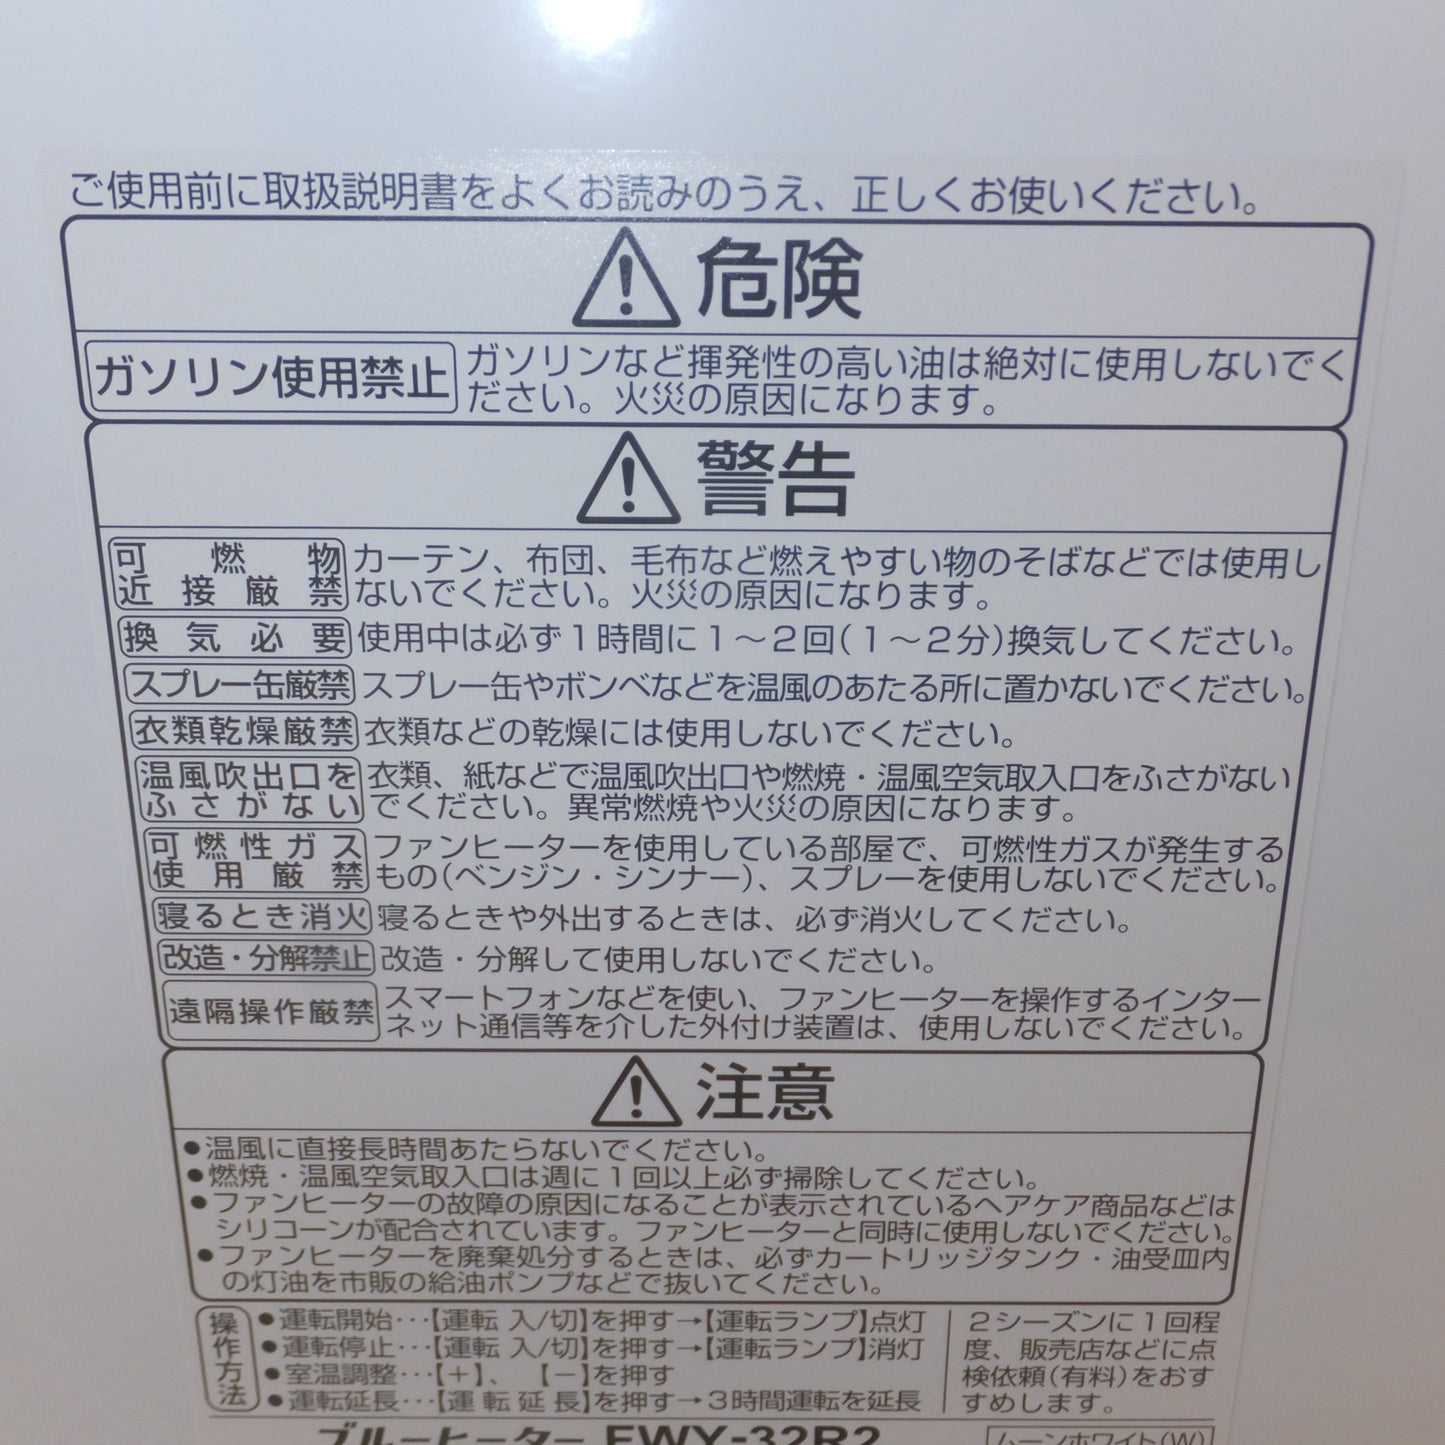 ご使用前に取扱説明書をよくお読みのうえ、正しくお使いください。
危険
ガソリン使用禁止
ガソリンなど揮発性の高い油は絶対に使用しないでく
ださい。火災の原因になります。
警告
可燃物
近接厳禁
カーテン、布団、毛布など燃えやすい物のそばなどでは使用し
ないでください。火災の原因になります。
換気必要
使用中は必ず1時間に1〜2回(1〜2分)換気してください。
スプレー缶厳禁
スプレー缶やボンベなどを温風のあたる所に置かないでください。
衣類乾燥厳禁
衣類などの乾燥には使用しないでください。
温風吹出口を
ふさがない
衣類、紙などで温風吹出口や燃焼・温風空気取入口をふさがない
でください。異常燃焼や火災の原因になります。
可燃性ガス
使用厳禁
ファンヒーターを使用している部屋で、可燃性ガスが発生する
もの(ベンジン・シンナー)、スプレーを使用しないでください。
寝るとき消火
寝るときや外出するときは、必ず消火してください。
改造・分解禁止
改造・分解して使用しないでください。
遠隔操作厳禁
スマートフォンなどを使い、ファンヒーターを操作するインター
ネット通信等を介した外付け装置は、使用しないでください。
注意
●温風に直接長時間あたらないでください。
●燃焼・温風空気取入口は週に1回以上必ず掃除してください。
●ファンヒーターの故障の原因になることが表示されているヘアケア商品などは
シリコーンが配合されています。ファンヒーターと同時に使用しないでください。
●ファンヒーターを廃棄処分するときは、必ずカートリッジタンク・油受皿内
の灯油を市販の給油ポンプなどで抜いてください。
操作方法
●運転開始…【運転 入/切】を押す→【運転ランプ】点灯
●運転停止…【運転 入/切】を押す→【運転ランプ】消灯
●室温調整…【+】、【−】を押す
●運転延長…【運転延長】を押す→3時間運転を延長
2シーズンに1回程
度、販売店などに点
検依頼(有料)をおす
すめします。
ブルーヒーター FWY-32R2
ムーンホワイト(W)